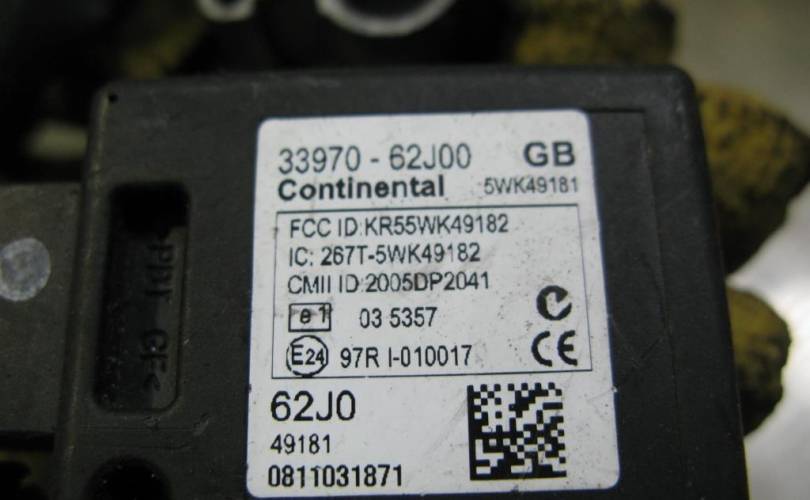 33970 - 62J00 GB
Continental 5WK49181
FCC ID:KR55WK49182
IC: 267T-5WK49182
CMII ID:2005DP2041
e1 03 5357
E24 97R I-010017 CE
62J0
49181
0811031871